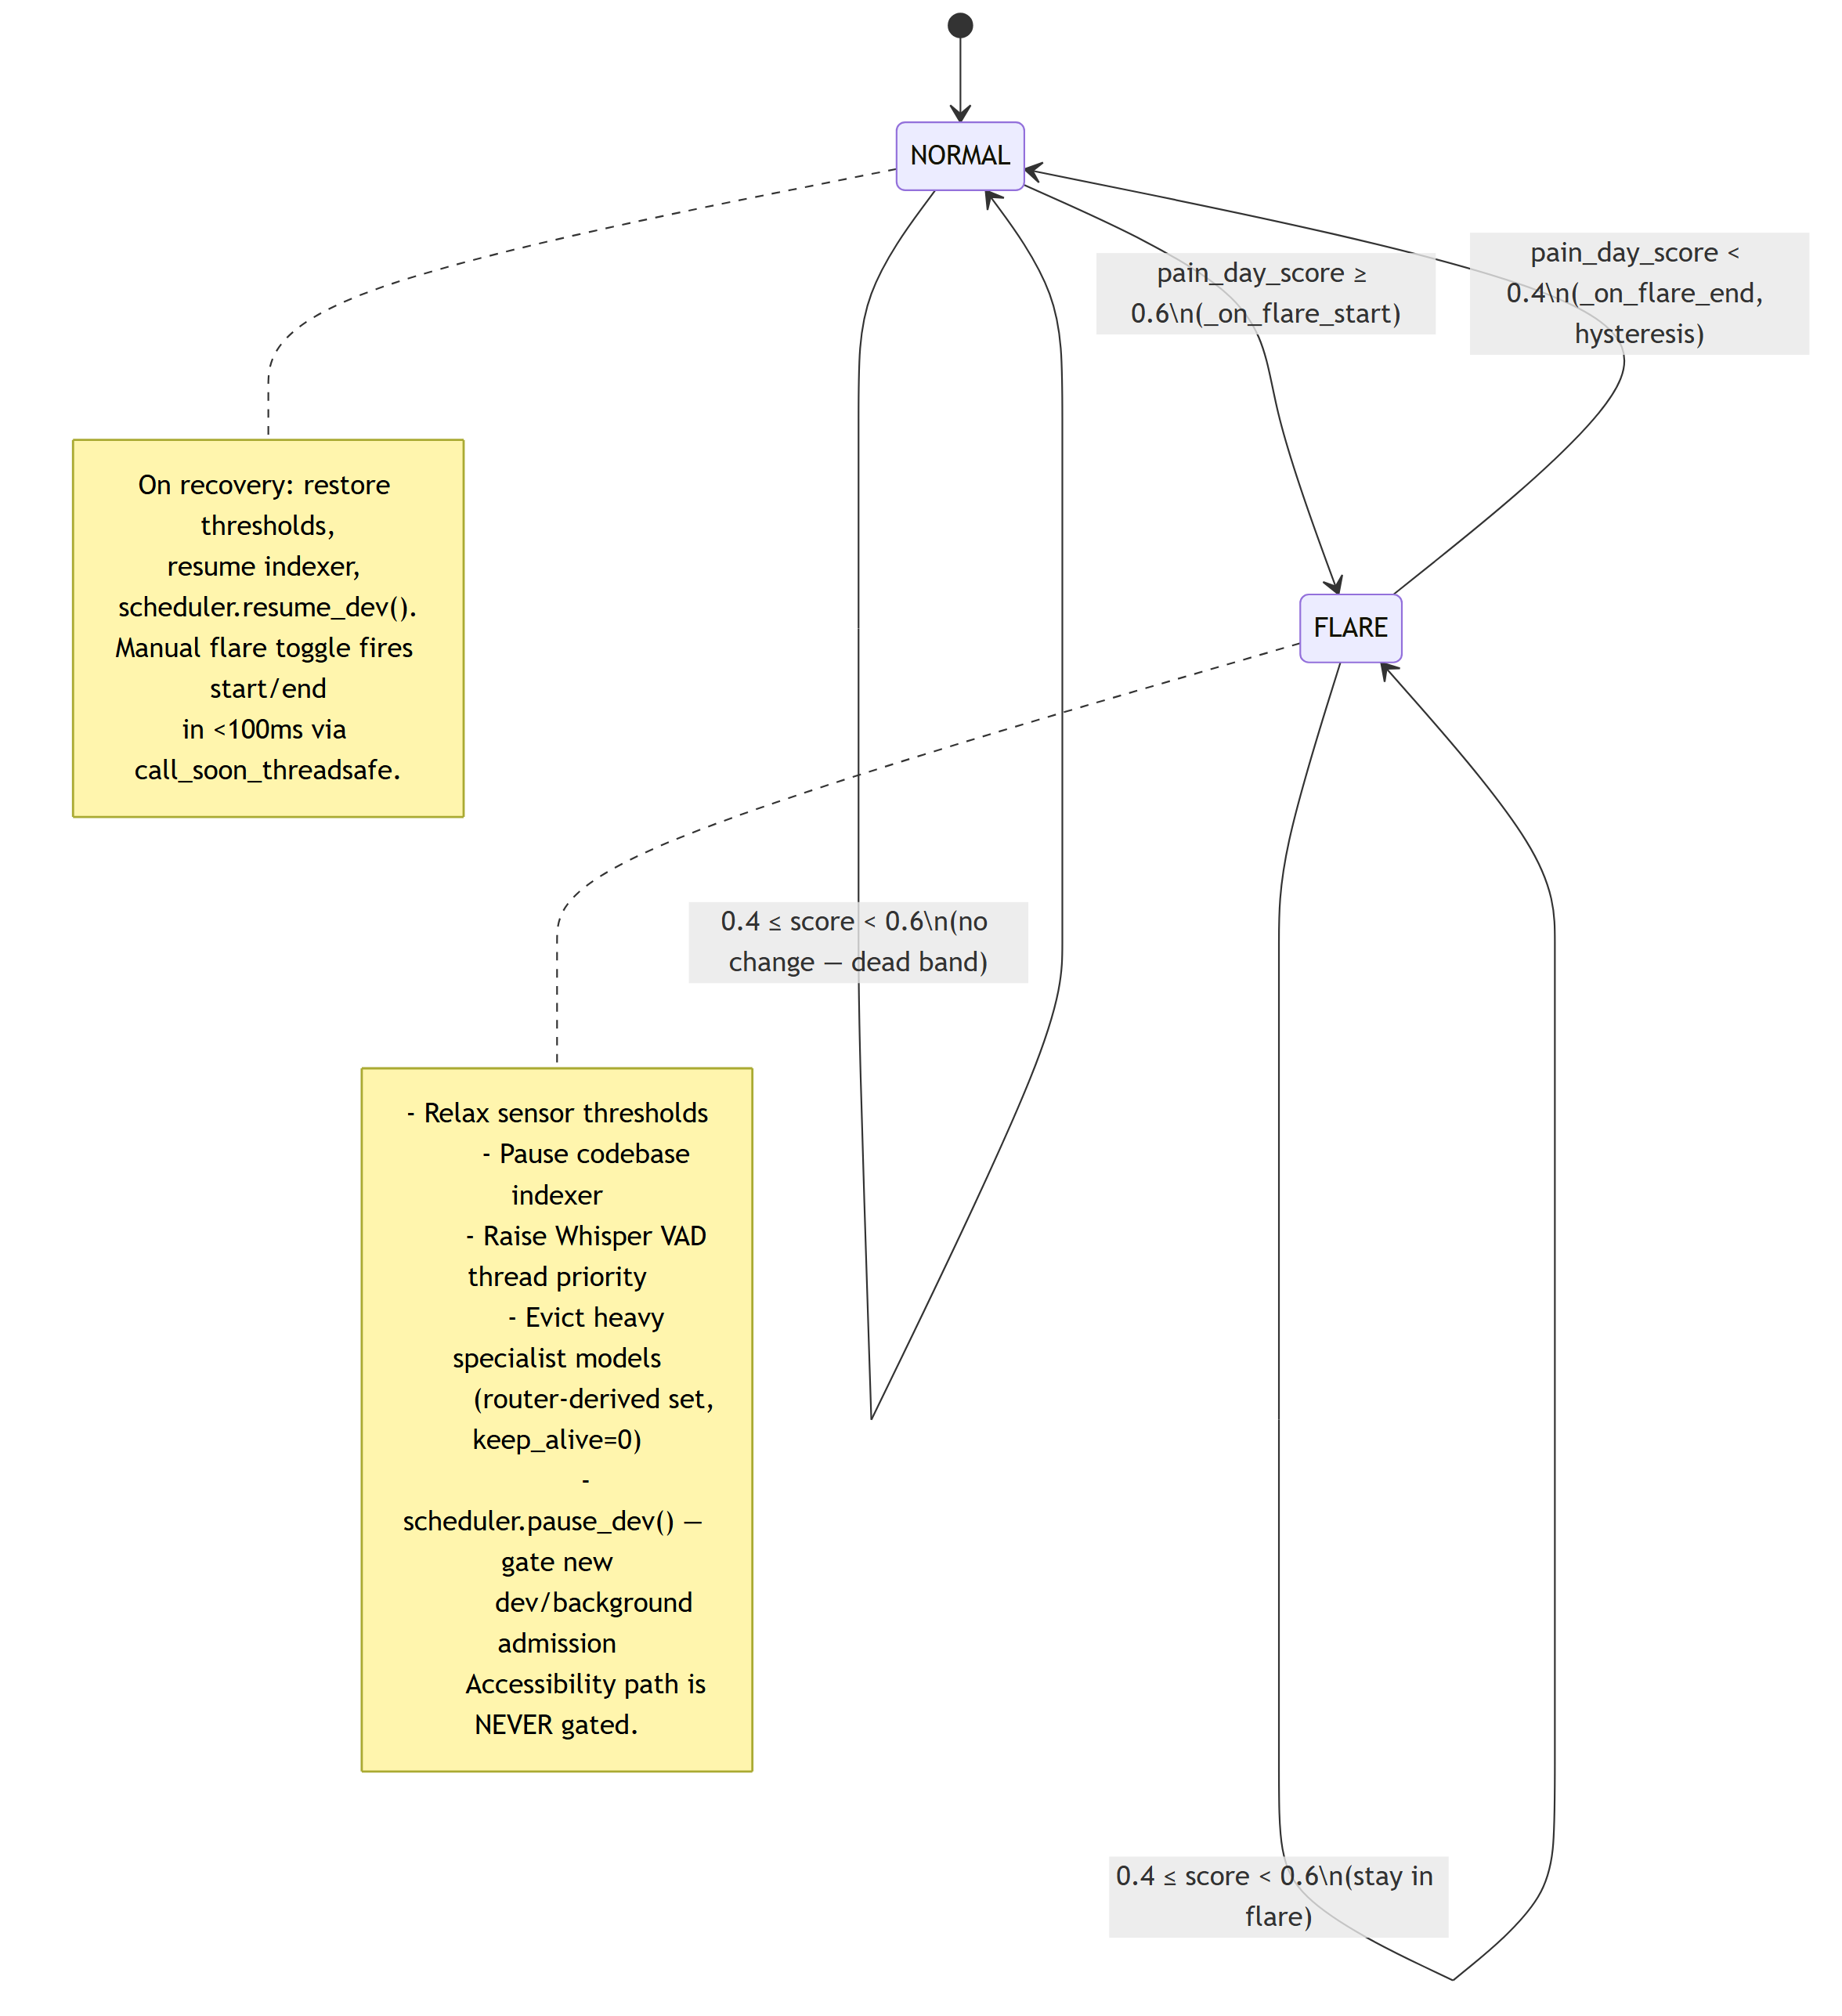 NORMAL
pain_day_score ≥
0.6\n(_on_flare_start)
pain_day_score <
0.4\n(_on_flare_end,
hysteresis)
On recovery: restore
thresholds,
resume indexer,
scheduler.resume_dev().
Manual flare toggle fires
start/end
in <100ms via
call_soon_threadsafe.
FLARE
0.4 ≤ score < 0.6\n(no
change — dead band)
- Relax sensor thresholds
- Pause codebase
indexer
- Raise Whisper VAD
thread priority
- Evict heavy
specialist models
(router-derived set,
keep_alive=0)
-
scheduler.pause_dev() —
gate new
dev/background
admission
Accessibility path is
NEVER gated.
0.4 ≤ score < 0.6\n(stay in
flare)